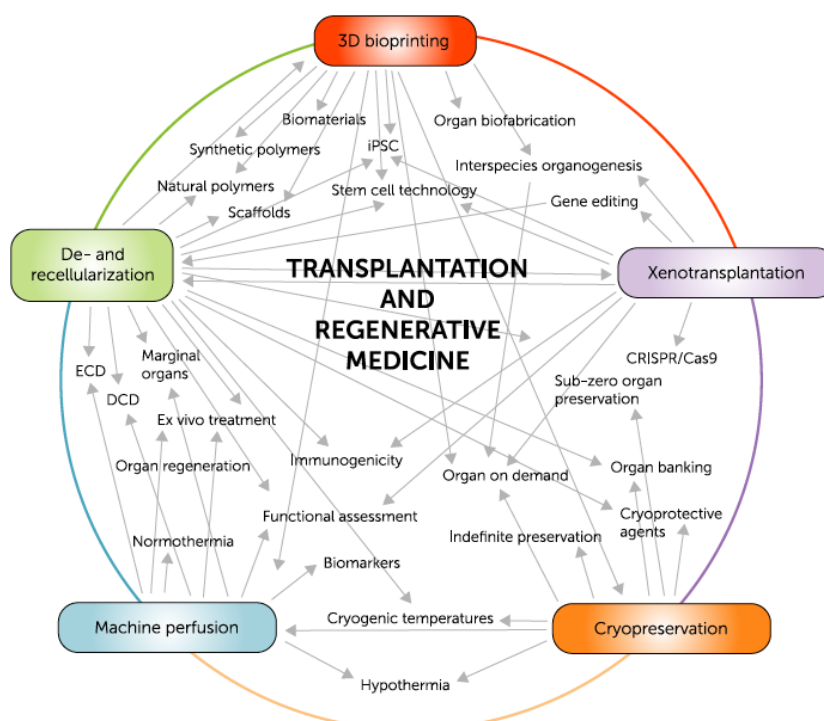 3D bioprinting
Biomaterials
Organ biofabrication
Synthetic polymers
iPSC
Interspecies organogenesis
Natural polymers
Stem cell technology
Scaffolds
Gene editing
De- and
recellularization
TRANSPLANTATION
AND
REGENERATIVE
MEDICINE
Xenotransplantation
Marginal
organs
ECD
CRISPR/Cas9
DCD
Sub-zero organ
preservation
Ex vivo treatment
Organ regeneration
Immunogenicity
Organ on demand
Organ banking
Functional assessment
Cryoprotective
agents
Normothermia
Indefinite preservation
Biomarkers
Machine perfusion
Cryogenic temperatures
Cryopreservation
Hypothermia